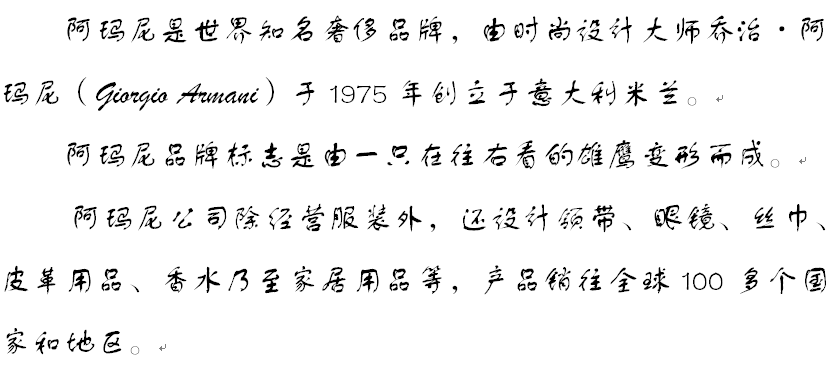 阿玛尼是世界知名奢侈品牌，由时尚设计大师乔治·阿
玛尼（Giorgio Armani）于 1975 年创立于意大利米兰。
阿玛尼品牌标志是由一只在往右看的雄鹰变形而成。
阿玛尼公司除经营服装外，还设计领带、眼镜、丝巾、
皮革用品、香水乃至家居用品等，产品销往全球 100 多个国
家和地区。